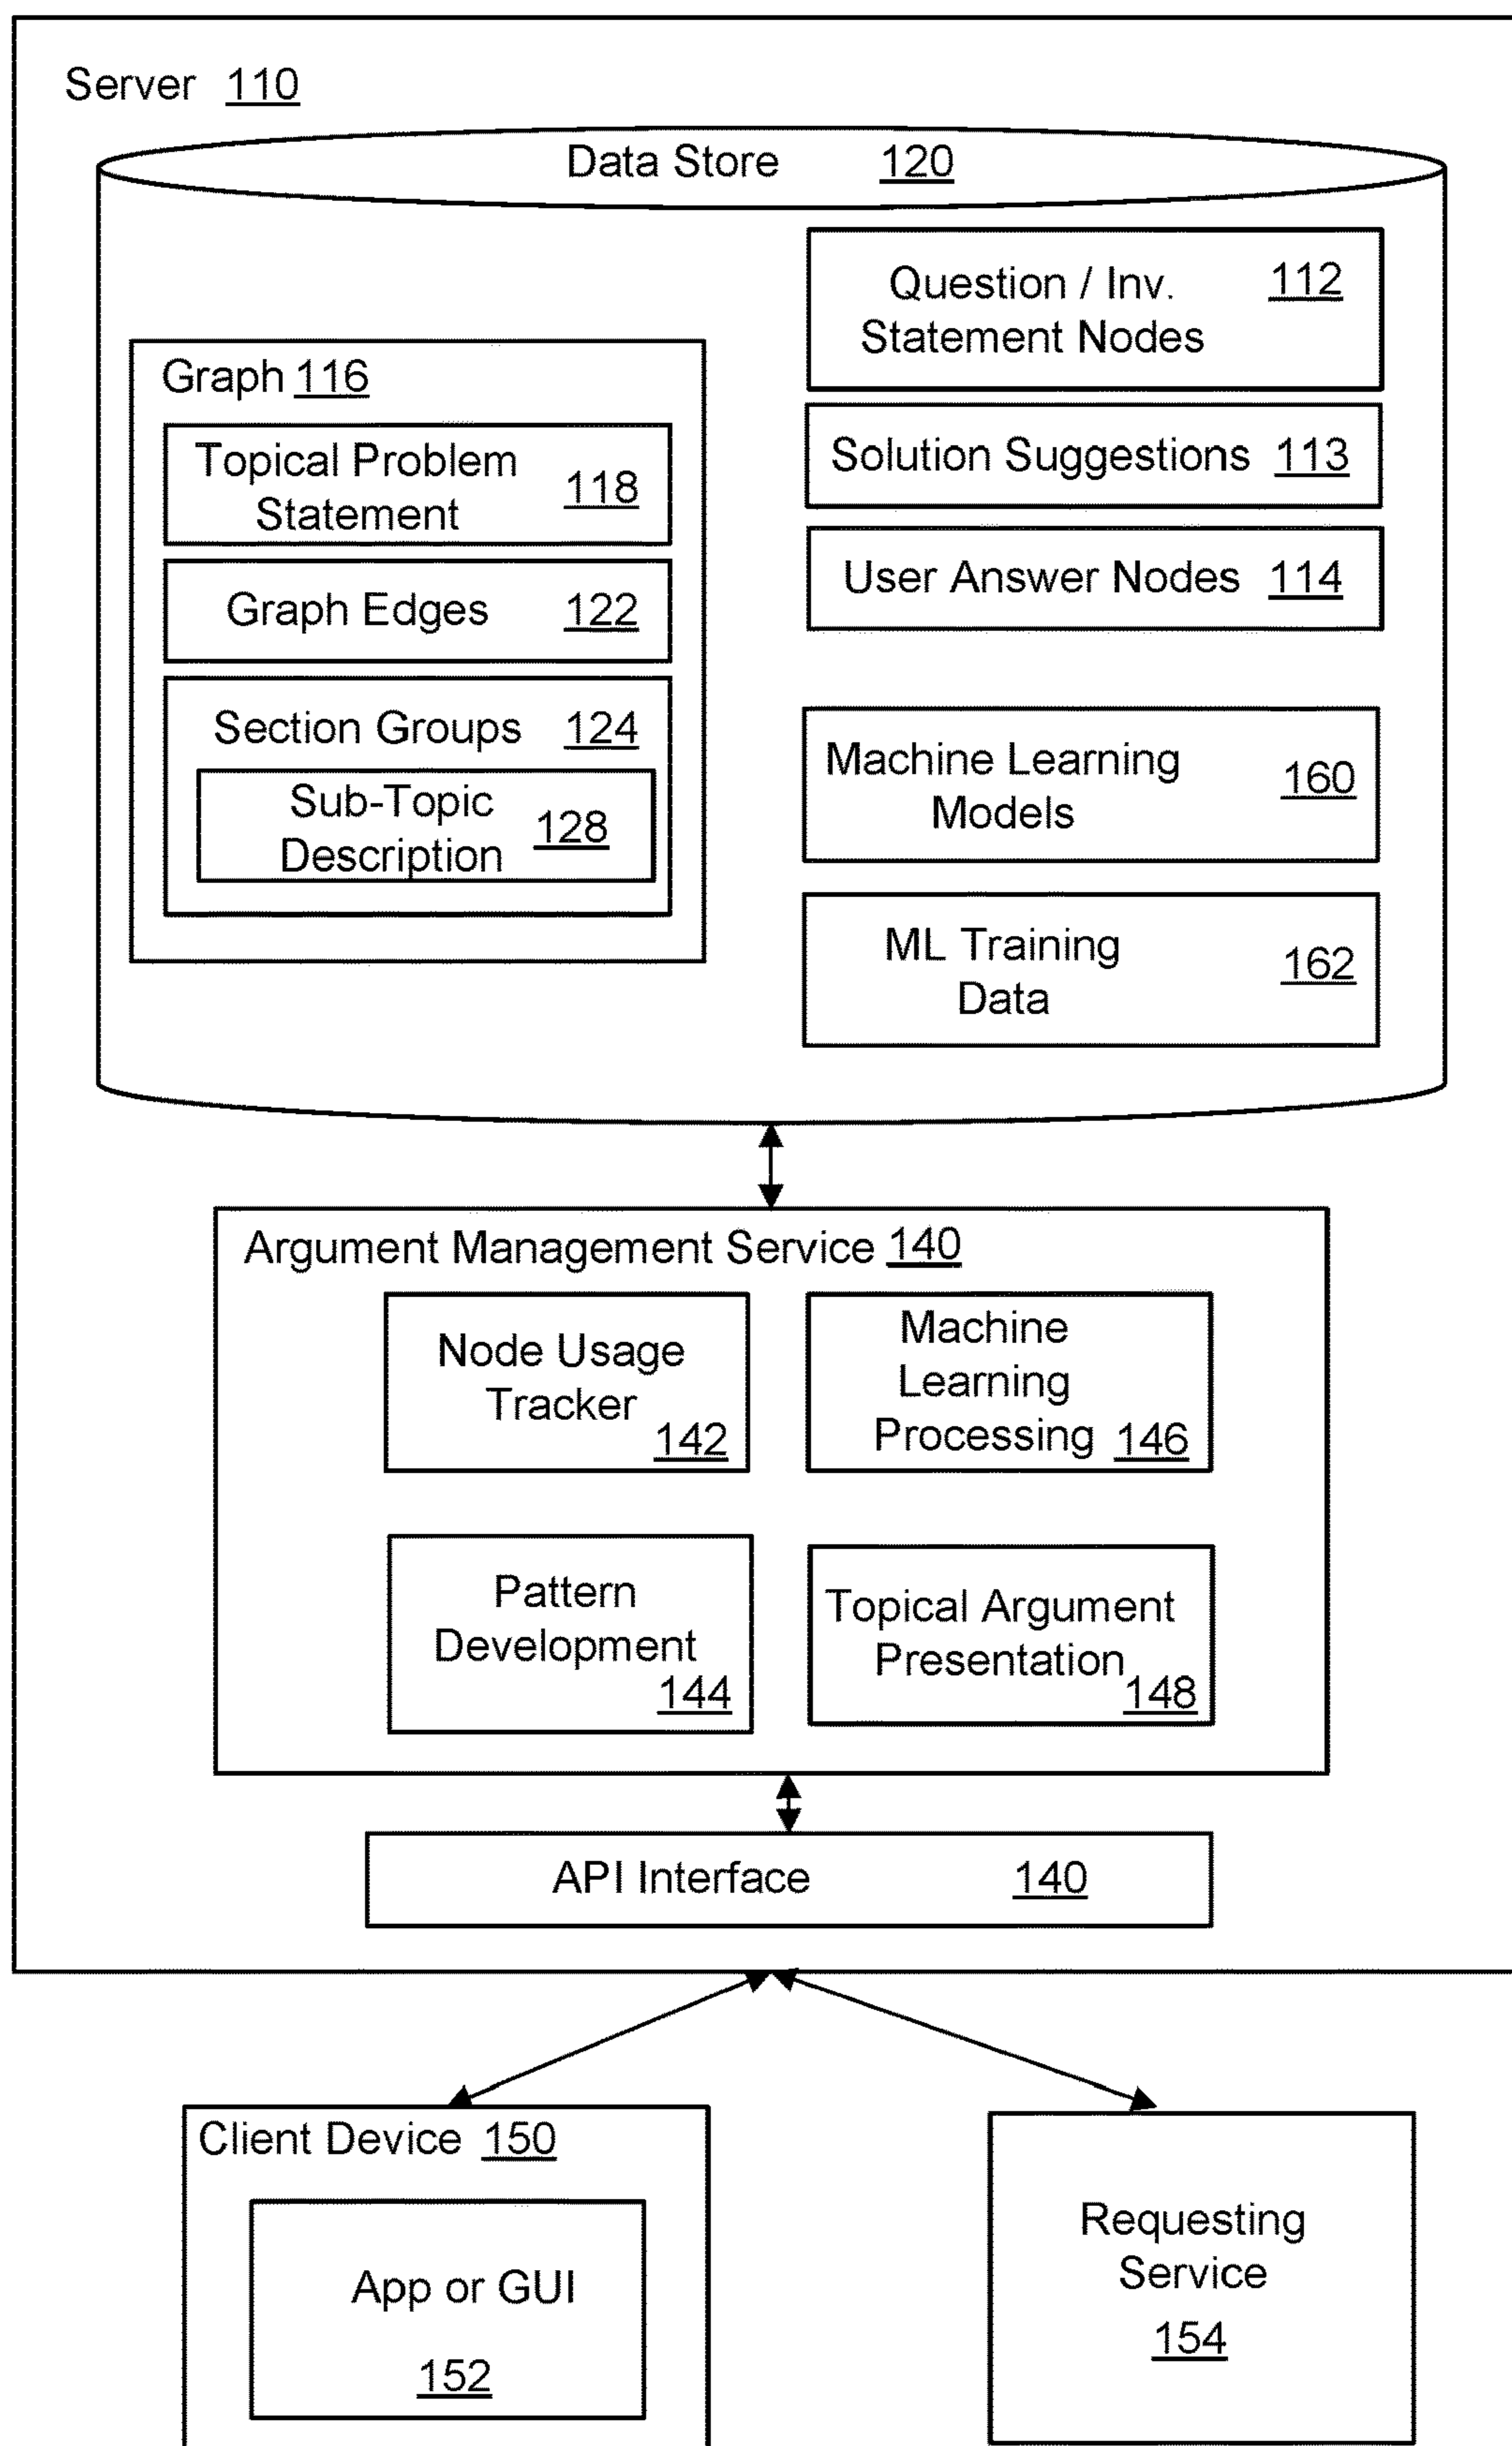 Server 110
Data Store 120
Question / Inv. 112
Statement Nodes
Solution Suggestions 113
User Answer Nodes 114
Graph 116
Topical Problem
Statement 118
Graph Edges 122
Section Groups 124
Sub-Topic
Description 128
Machine Learning
Models 160
ML Training
Data 162
Argument Management Service 140
Node Usage
Tracker
142
Machine
Learning
Processing 146
Pattern
Development
144
Topical Argument
Presentation
148
API Interface 140
Client Device 150
App or GUI
152
Requesting
Service
154